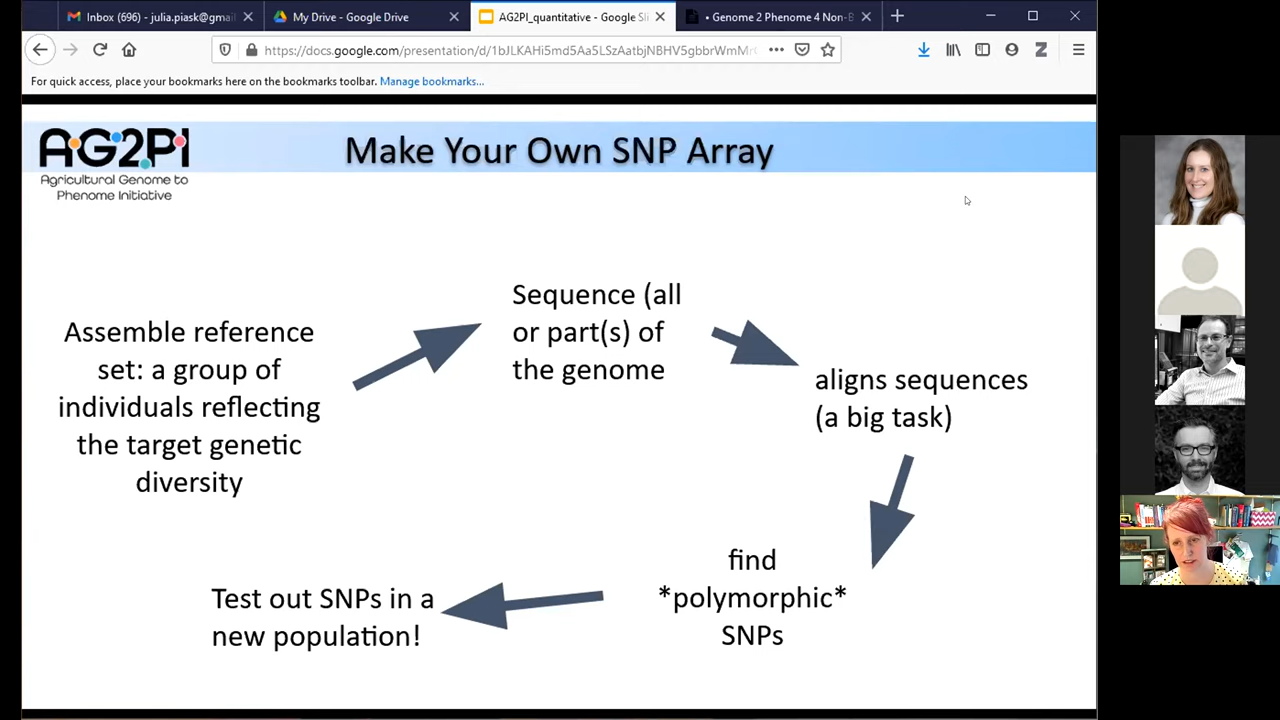 Inbox (696) - julia.piask@gmai
My Drive - Google Drive
AG2PI_quantitative - Google Sli
• Genome 2 Phenome 4 Non-B
https://docs.google.com/presentation/d/1bJLKAHi5md5Aa5LSzAatbjNBHV5gbbrWmMr
For quick access, place your bookmarks here on the bookmarks toolbar. Manage bookmarks...
AG2PI
Agricultural Genome to
Phenome Initiative
Make Your Own SNP Array
Assemble reference
set: a group of
individuals reflecting
the target genetic
diversity
Sequence (all
or part(s) of
the genome
aligns sequences
(a big task)
find
*polymorphic*
SNPs
Test out SNPs in a
new population!